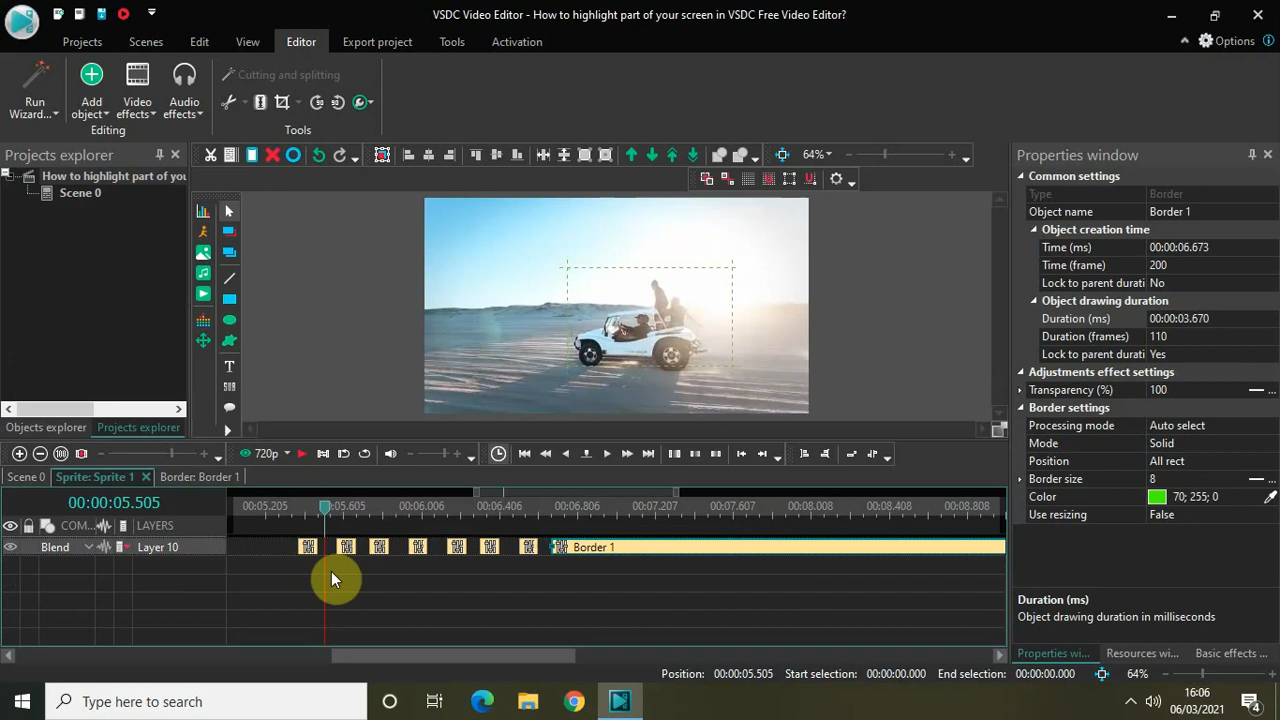 VSDC Video Editor - How to highlight part of your screen in VSDC Free Video Editor?
Projects
Scenes
Edit
View
Editor
Export project
Tools
Activation
Options
Run
Wizard...
Add
object
Video
effects
Audio
effects
Editing
Cutting and splitting
Tools
Projects explorer
How to highlight part of you
Scene 0
64%
Objects explorer
Projects explorer
T
SUB
Properties window
Common settings
Type Border
Object name Border 1
Object creation time
Time (ms) 00:00:06.673
Time (frame) 200
Lock to parent durati No
Object drawing duration
Duration (ms) 00:00:03.670
Duration (frames) 110
Lock to parent durati Yes
Adjustments effect settings
Transparency (%) 100
Border settings
Processing mode Auto select
Mode Solid
Position All rect
Border size 8
Color 70; 255; 0
Use resizing False
Duration (ms)
Object drawing duration in milliseconds
Properties wi...
Resources wi...
Basic effects ...
720p
Scene 0
Sprite: Sprite 1
Border: Border 1
00:00:05.505
00:05.205 00:05.605 00:06.006 00:06.406 00:06.806 00:07.207 00:07.607 00:08.008 00:08.408 00:08.808
COM...
LAYERS
Blend
Layer 10
Border 1
Position: 00:00:05.505 Start selection: 00:00:00.000 End selection: 00:00:00.000 64%
Type here to search
16:06
06/03/2021
4